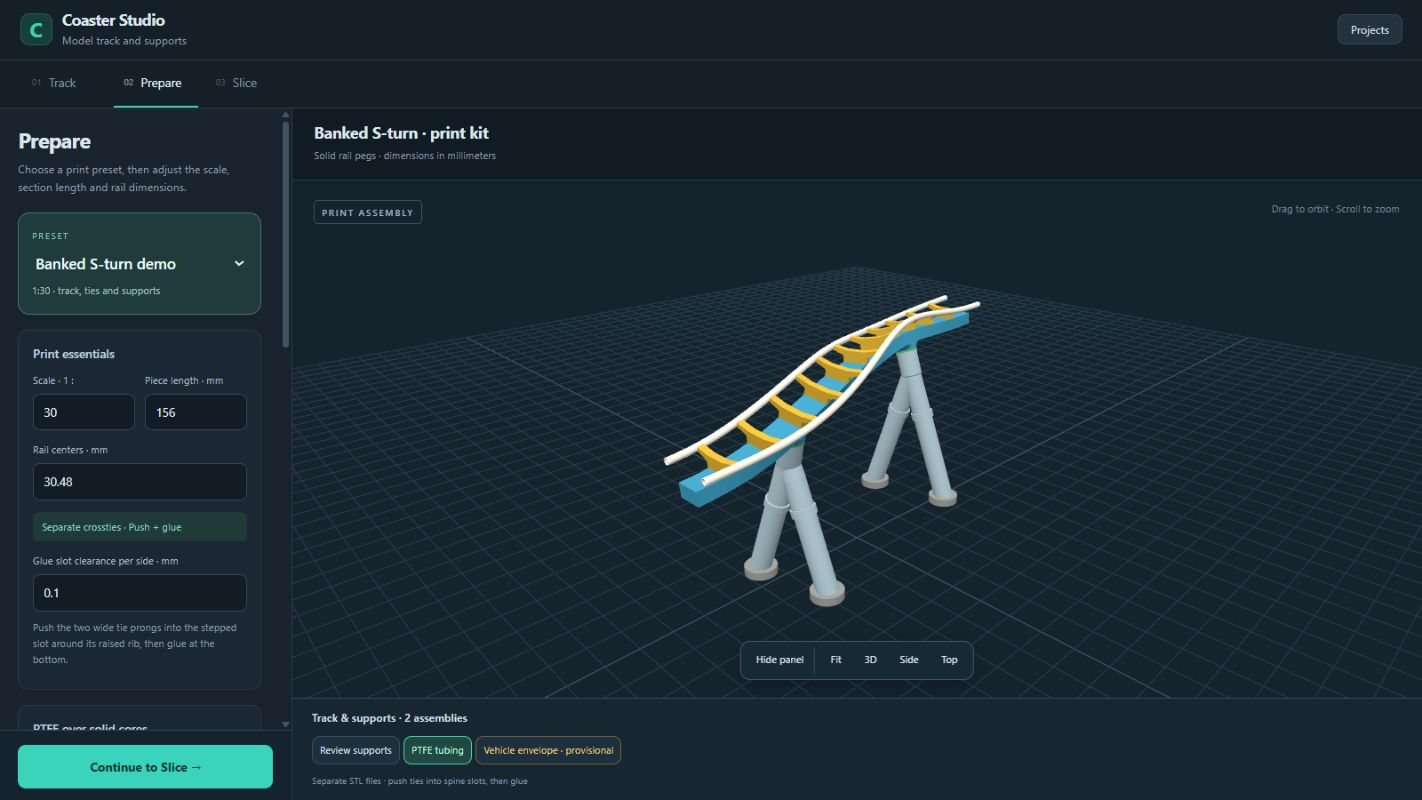 C
Coaster Studio
Model track and supports
Projects
01 Track
02 Prepare
03 Slice
Prepare
Choose a print preset, then adjust the scale,
section length and rail dimensions.
PRESET
Banked S-turn demo
1:30 · track, ties and supports
Print essentials
Scale · 1 :
Piece length · mm
30
156
Rail centers · mm
30.48
Separate crossties · Push + glue
Glue slot clearance per side · mm
0.1
Push the two wide tie prongs into the stepped
slot around its raised rib, then glue at the
bottom.
PTFE over solid cores
Continue to Slice →
Banked S-turn · print kit
Solid rail pegs · dimensions in millimeters
PRINT ASSEMBLY
Drag to orbit · Scroll to zoom
Hide panel
Fit
3D
Side
Top
Track & supports · 2 assemblies
Review supports
PTFE tubing
Vehicle envelope · provisional
Separate STL files · push ties into spine slots, then glue